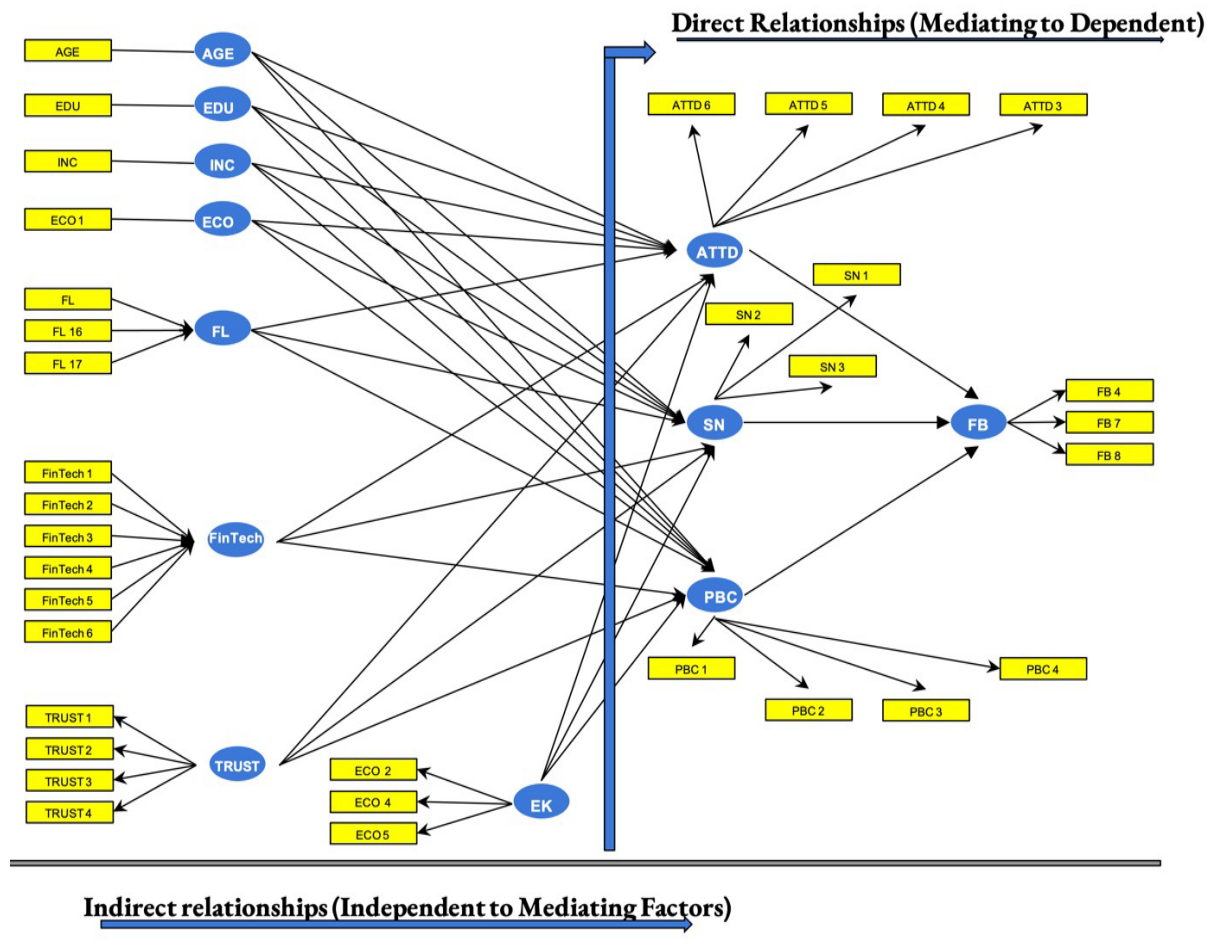 Direct Relationships (Mediating to Dependent)
AGE
AGE
EDU
EDU
INC
INC
ECO 1
ECO
FL
FL 16
FL 17
FL
FinTech 1
FinTech 2
FinTech 3
FinTech 4
FinTech 5
FinTech 6
FinTech
TRUST 1
TRUST 2
TRUST 3
TRUST 4
TRUST
ECO 2
ECO 4
ECO 5
EK
ATTD 6
ATTD 5
ATTD 4
ATTD 3
ATTD
SN 1
SN 2
SN 3
SN
FB
FB 4
FB 7
FB 8
PBC
PBC 1
PBC 2
PBC 3
PBC 4
Indirect relationships (Independent to Mediating Factors)